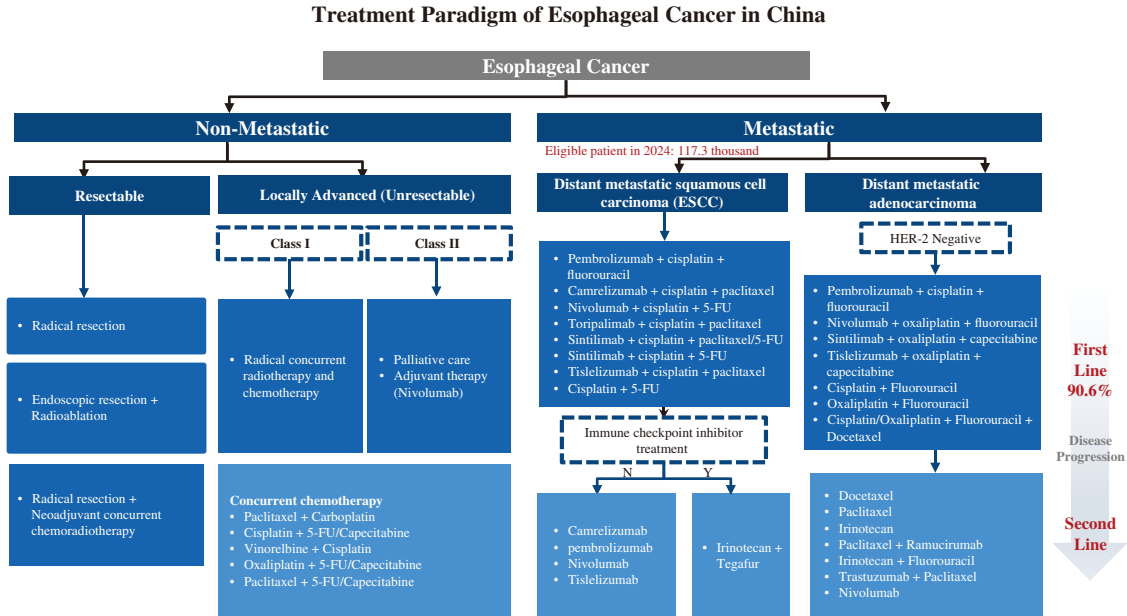 Treatment Paradigm of Esophageal Cancer in China
Esophageal Cancer
Non-Metastatic
Metastatic
Eligible patient in 2024: 117.3 thousand
Resectable
Locally Advanced (Unresectable)
Distant metastatic squamous cell
carcinoma (ESCC)
Distant metastatic
adenocarcinoma
Class I
Class II
HER-2 Negative
• Radical resection
• Endoscopic resection +
Radioablation
• Radical resection +
Neoadjuvant concurrent
chemoradiotherapy
• Radical concurrent
radiotherapy and
chemotherapy
• Palliative care
• Adjuvant therapy
(Nivolumab)
Concurrent chemotherapy
• Paclitaxel + Carboplatin
• Cisplatin + 5-FU/Capecitabine
• Vinorelbine + Cisplatin
• Oxaliplatin + 5-FU/Capecitabine
• Paclitaxel + 5-FU/Capecitabine
• Pembrolizumab + cisplatin +
fluorouracil
• Camrelizumab + cisplatin + paclitaxel
• Nivolumab + cisplatin + 5-FU
• Toripalimab + cisplatin + paclitaxel
• Sintilimab + cisplatin + paclitaxel/5-FU
• Sintilimab + cisplatin + 5-FU
• Tislelizumab + cisplatin + paclitaxel
• Cisplatin + 5-FU
Immune checkpoint inhibitor
treatment
N
Y
• Camrelizumab
• pembrolizumab
• Nivolumab
• Tislelizumab
• Irinotecan +
Tegafur
• Pembrolizumab + cisplatin +
fluorouracil
• Nivolumab + oxaliplatin + fluorouracil
• Sintilimab + oxaliplatin + capecitabine
• Tislelizumab + oxaliplatin +
capecitabine
• Cisplatin + Fluorouracil
• Oxaliplatin + Fluorouracil
• Cisplatin/Oxaliplatin + Fluorouracil +
Docetaxel
• Docetaxel
• Paclitaxel
• Irinotecan
• Paclitaxel + Ramucirumab
• Irinotecan + Fluorouracil
• Trastuzumab + Paclitaxel
• Nivolumab
First
Line
90.6%
Disease
Progression
Second
Line